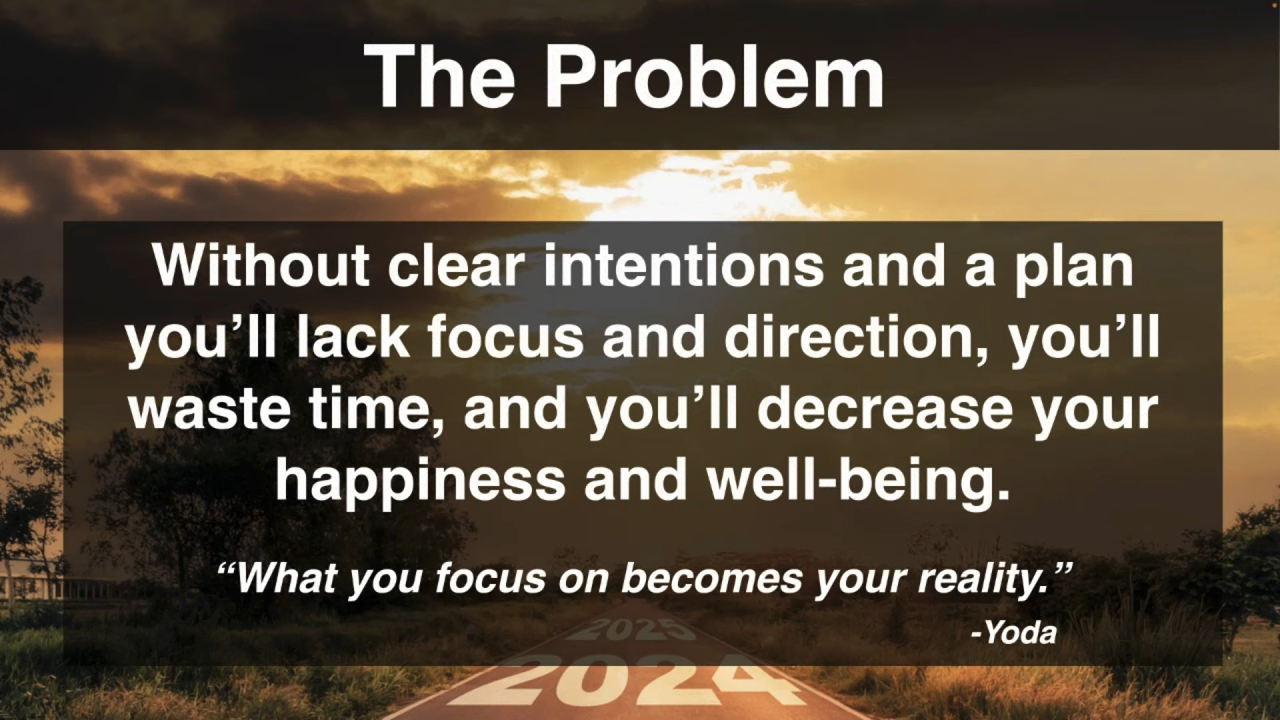 The Problem
Without clear intentions and a plan
you’ll lack focus and direction, you’ll
waste time, and you’ll decrease your
happiness and well-being.
“What you focus on becomes your reality.”
-Yoda
2025
2024